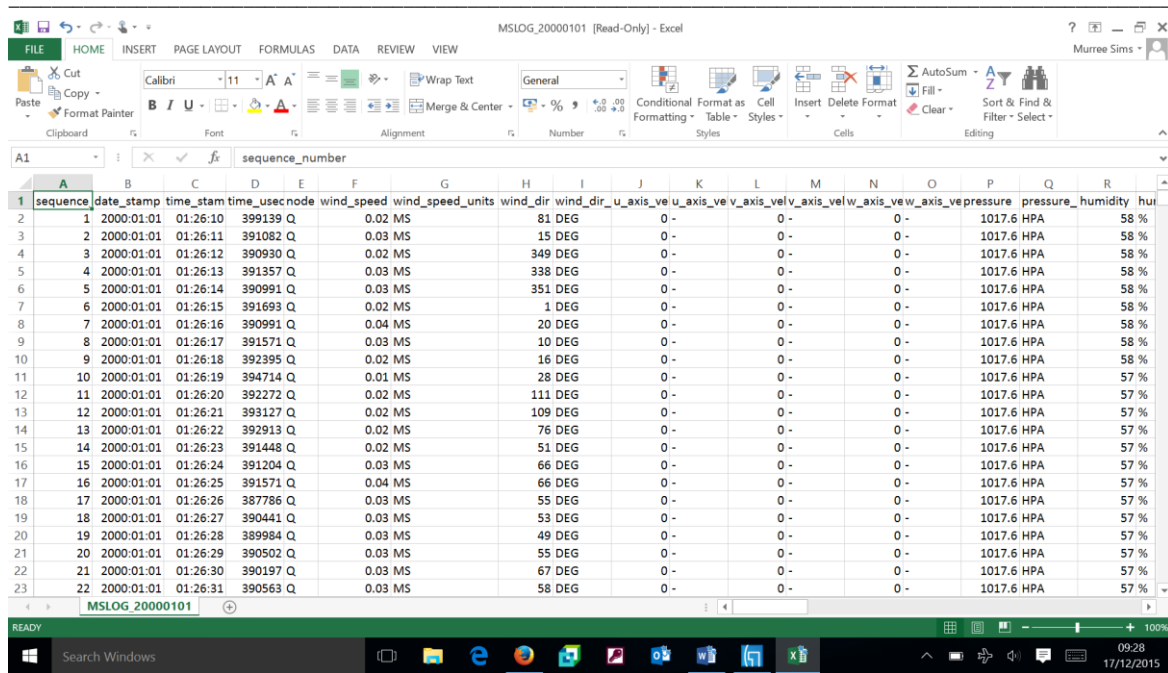 MSLOG_20000101 [Read-Only] - Excel
FILE HOME INSERT PAGE LAYOUT FORMULAS DATA REVIEW VIEW Murree Sims
Cut
Copy
Format Painter
Paste
Clipboard
Calibri 11
B I U
Font
Wrap Text
Merge & Center
Alignment
General
%
Number
Conditional Formatting
Format as Table
Cell Styles
Styles
Insert Delete Format
Cells
AutoSum
Fill
Clear
Sort & Filter
Find & Select
Editing
A1 fx sequence_number
A B C D E F G H I J K L M N O P Q R
1 sequence_ date_stamp time_stam time_usec node wind_speed wind_speed_units wind_dir wind_dir_ u_axis_ve u_axis_ve v_axis_vel v_axis_vel w_axis_ve w_axis_ve pressure pressure_ humidity hu
2 1 2000:01:01 01:26:10 399139 Q 0.02 MS 81 DEG 0 - 0 - 0 - 1017.6 HPA 58 %
3 2 2000:01:01 01:26:11 391082 Q 0.03 MS 15 DEG 0 - 0 - 0 - 1017.6 HPA 58 %
4 3 2000:01:01 01:26:12 390930 Q 0.02 MS 349 DEG 0 - 0 - 0 - 1017.6 HPA 58 %
5 4 2000:01:01 01:26:13 391357 Q 0.03 MS 338 DEG 0 - 0 - 0 - 1017.6 HPA 58 %
6 5 2000:01:01 01:26:14 390991 Q 0.03 MS 351 DEG 0 - 0 - 0 - 1017.6 HPA 58 %
7 6 2000:01:01 01:26:15 391693 Q 0.02 MS 1 DEG 0 - 0 - 0 - 1017.6 HPA 58 %
8 7 2000:01:01 01:26:16 390991 Q 0.04 MS 20 DEG 0 - 0 - 0 - 1017.6 HPA 58 %
9 8 2000:01:01 01:26:17 391571 Q 0.03 MS 10 DEG 0 - 0 - 0 - 1017.6 HPA 58 %
10 9 2000:01:01 01:26:18 392395 Q 0.02 MS 16 DEG 0 - 0 - 0 - 1017.6 HPA 58 %
11 10 2000:01:01 01:26:19 394714 Q 0.01 MS 28 DEG 0 - 0 - 0 - 1017.6 HPA 57 %
12 11 2000:01:01 01:26:20 392272 Q 0.02 MS 111 DEG 0 - 0 - 0 - 1017.6 HPA 57 %
13 12 2000:01:01 01:26:21 393127 Q 0.02 MS 109 DEG 0 - 0 - 0 - 1017.6 HPA 57 %
14 13 2000:01:01 01:26:22 392913 Q 0.02 MS 76 DEG 0 - 0 - 0 - 1017.6 HPA 57 %
15 14 2000:01:01 01:26:23 391448 Q 0.02 MS 51 DEG 0 - 0 - 0 - 1017.6 HPA 57 %
16 15 2000:01:01 01:26:24 391204 Q 0.03 MS 66 DEG 0 - 0 - 0 - 1017.6 HPA 57 %
17 16 2000:01:01 01:26:25 391571 Q 0.04 MS 66 DEG 0 - 0 - 0 - 1017.6 HPA 57 %
18 17 2000:01:01 01:26:26 387786 Q 0.03 MS 55 DEG 0 - 0 - 0 - 1017.6 HPA 57 %
19 18 2000:01:01 01:26:27 390441 Q 0.03 MS 53 DEG 0 - 0 - 0 - 1017.6 HPA 57 %
20 19 2000:01:01 01:26:28 389984 Q 0.03 MS 49 DEG 0 - 0 - 0 - 1017.6 HPA 57 %
21 20 2000:01:01 01:26:29 390502 Q 0.03 MS 55 DEG 0 - 0 - 0 - 1017.6 HPA 57 %
22 21 2000:01:01 01:26:30 390197 Q 0.03 MS 67 DEG 0 - 0 - 0 - 1017.6 HPA 57 %
23 22 2000:01:01 01:26:31 390563 Q 0.03 MS 58 DEG 0 - 0 - 0 - 1017.6 HPA 57 %
MSLOG_20000101
READY 100%
Search Windows
09:28
17/12/2015